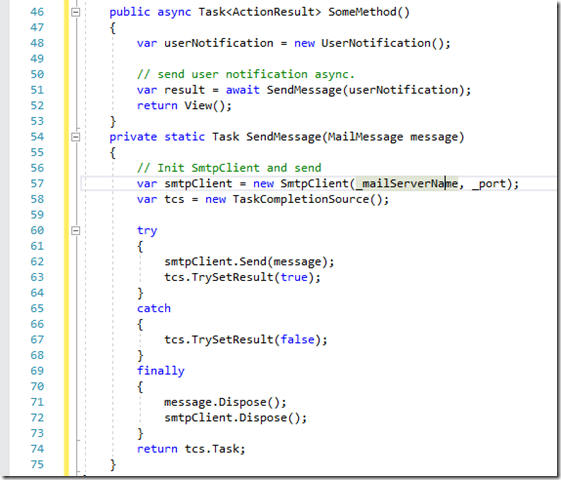 46 public async Task<ActionResult> SomeMethod()
47 {
48 var userNotification = new UserNotification();
49
50 // send user notification async.
51 var result = await SendMessage(userNotification);
52 return View();
53 }
54 private static Task SendMessage(MailMessage message)
55 {
56 // Init SmtpClient and send
57 var smtpClient = new SmtpClient(_mailServerName, _port);
58 var tcs = new TaskCompletionSource();
59
60 try
61 {
62 smtpClient.Send(message);
63 tcs.TrySetResult(true);
64 }
65 catch
66 {
67 tcs.TrySetResult(false);
68 }
69 finally
70 {
71 message.Dispose();
72 smtpClient.Dispose();
73 }
74 return tcs.Task;
75 }